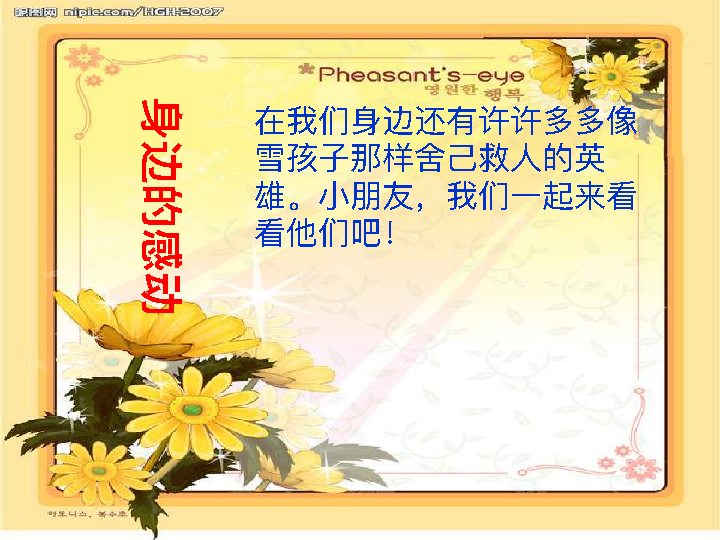 昵图网 nipic.com/HGH2007
*Pheasant's-eye
영원한 행복
身边的感动
在我们身边还有许许多多像
雪孩子那样舍己救人的英
雄。小朋友，我们一起来看
看他们吧！
아도니스, 복수초